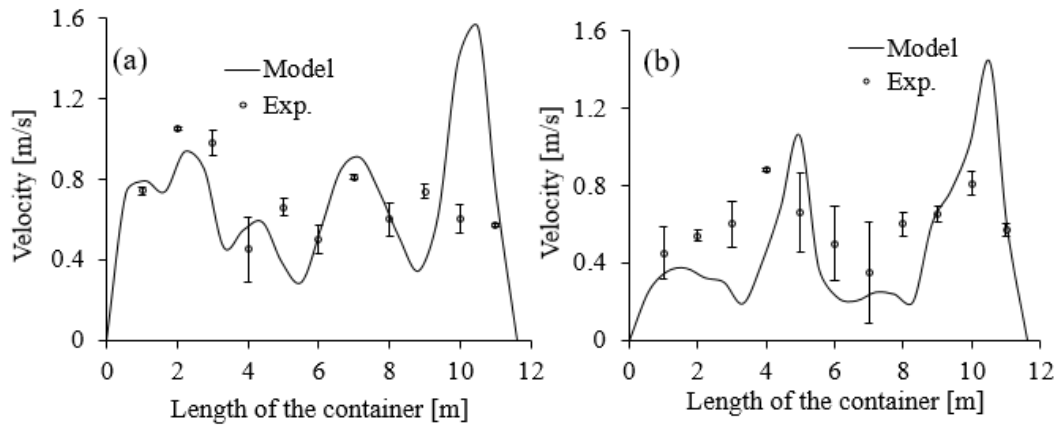 (a)
Model
Exp.
Velocity [m/s]
1.6
1.2
0.8
0.4
0
0 2 4 6 8 10 12
Length of the container [m]
(b)
Model
Exp.
Velocity [m/s]
1.6
1.2
0.8
0.4
0
0 2 4 6 8 10 12
Length of the container [m]